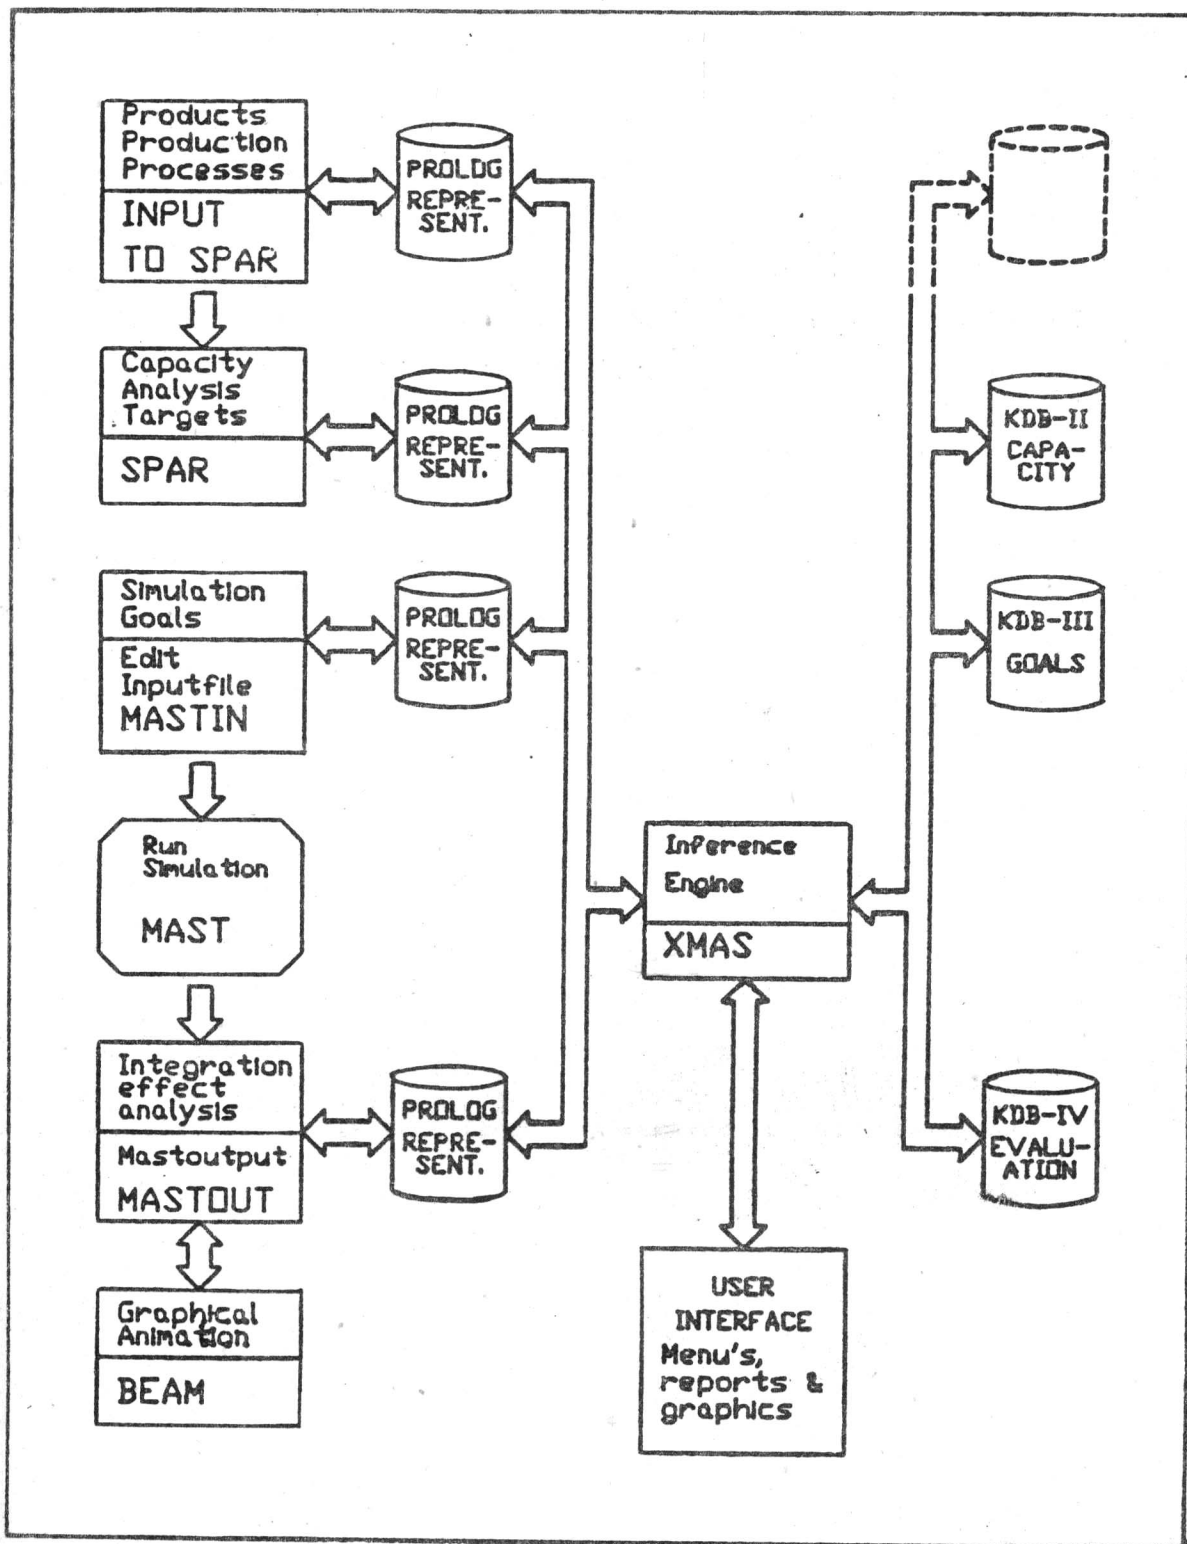 Products
Production
Processes
INPUT
TO SPAR
PROLOG
REPRE-
SENT.
Capacity
Analysis
Targets
SPAR
PROLOG
REPRE-
SENT.
KDB-II
CAPA-
CITY
Simulation
Goals
Edit
Inputfile
MASTIN
PROLOG
REPRE-
SENT.
KDB-III
GOALS
Run
Simulation
MAST
Inference
Engine
XMAS
Integration
effect
analysis
Mastoutput
MASTOUT
PROLOG
REPRE-
SENT.
KDB-IV
EVALU-
ATION
Graphical
Animation
BEAM
USER
INTERFACE
Menu's,
reports &
graphics